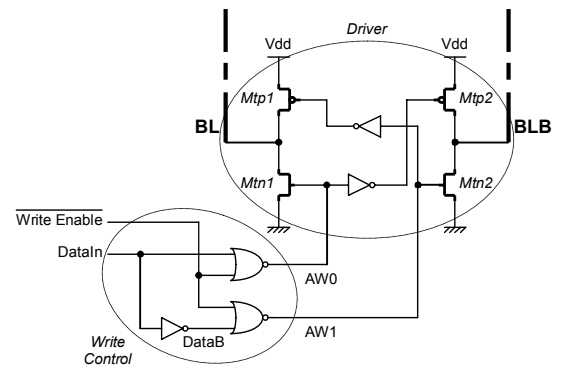 Driver
Vdd
Vdd
Mtp1
Mtp2
BL
BLB
Mtn1
Mtn2
Write Enable
DataIn
AW0
AW1
DataB
Write
Control